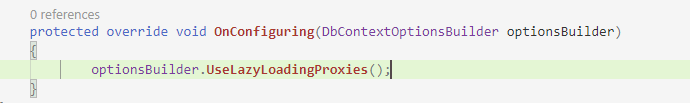 0 references
protected override void OnConfiguring(DbContextOptionsBuilder optionsBuilder)
{
optionsBuilder.UseLazyLoadingProxies();
}